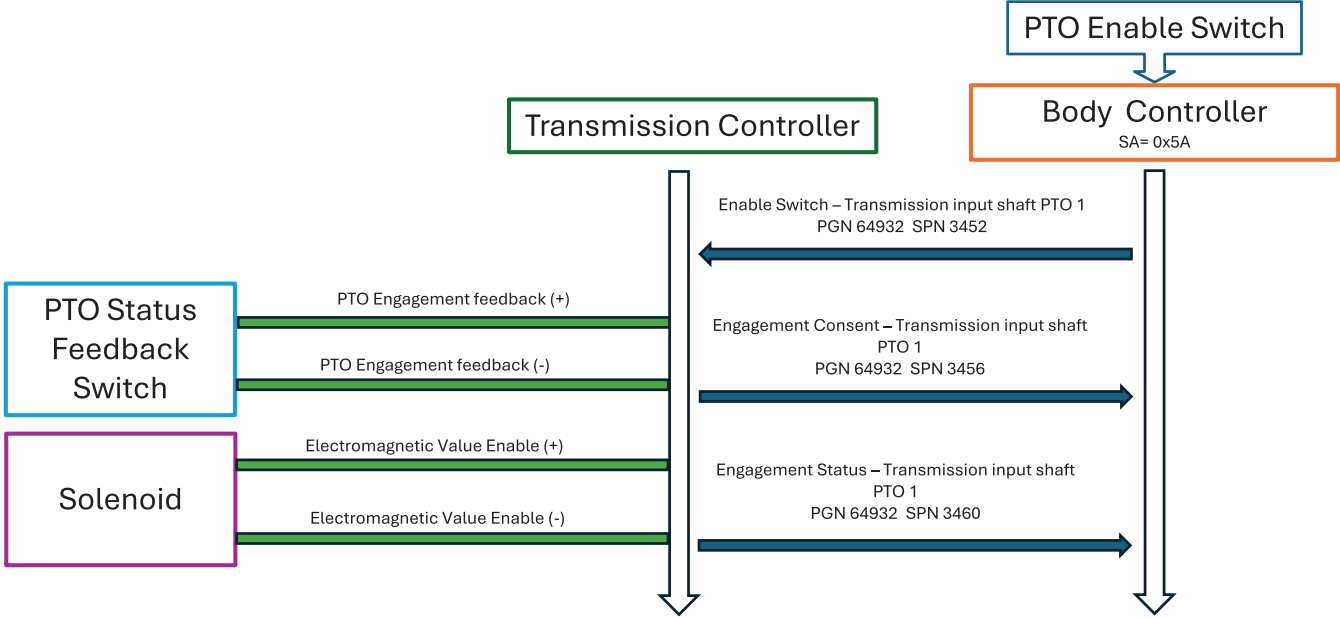 PTO Enable Switch
Body Controller
SA= 0x5A
Transmission Controller
Enable Switch – Transmission input shaft PTO 1
PGN 64932 SPN 3452
PTO Status
Feedback
Switch
PTO Engagement feedback (+)
PTO Engagement feedback (-)
Engagement Consent – Transmission input shaft
PTO 1
PGN 64932 SPN 3456
Solenoid
Electromagnetic Value Enable (+)
Electromagnetic Value Enable (-)
Engagement Status – Transmission input shaft
PTO 1
PGN 64932 SPN 3460